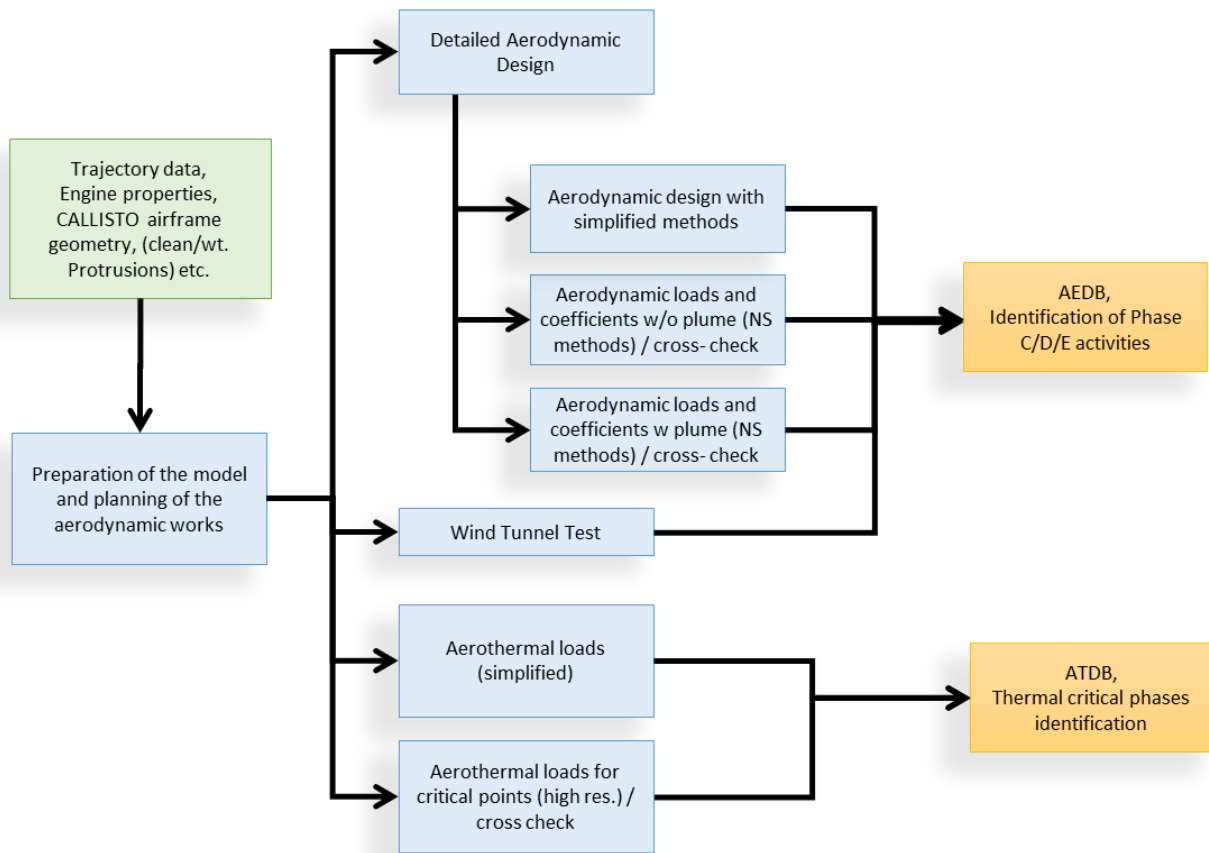 Detailed Aerodynamic
Design
Trajectory data,
Engine properties,
CALLISTO airframe
geometry, (clean/wt.
Protrusions) etc.
Aerodynamic design with
simplified methods
Aerodynamic loads and
coefficients w/o plume (NS
methods) / cross- check
AEDB,
Identification of Phase
C/D/E activities
Aerodynamic loads and
coefficients w plume (NS
methods) / cross- check
Preparation of the model
and planning of the
aerodynamic works
Wind Tunnel Test
Aerothermal loads
(simplified)
ATDB,
Thermal critical phases
identification
Aerothermal loads for
critical points (high res.) /
cross check